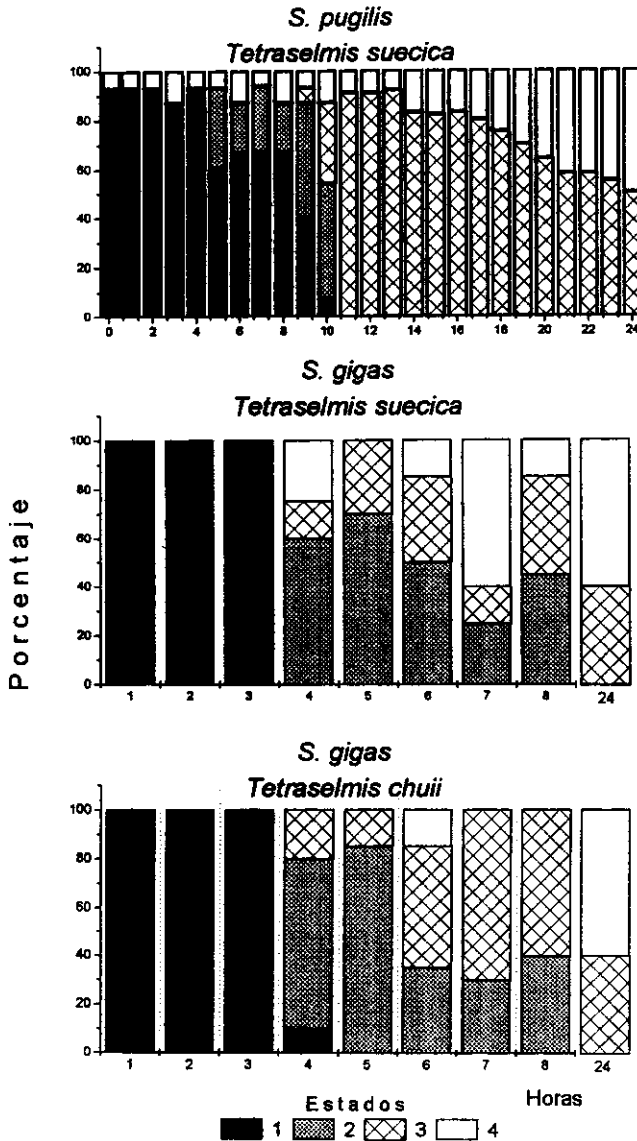 S. pugilis
Tetraselmis suecica
100
80
60
40
20
0
0 2 4 6 8 10 12 14 16 18 20 22 24
S. gigas
Tetraselmis suecica
100
80
60
40
20
0
1 2 3 4 5 6 7 8 24
Porcentaje
S. gigas
Tetraselmis chuii
100
80
60
40
20
0
1 2 3 4 5 6 7 8 24
Estados Horas
1 2 3 4